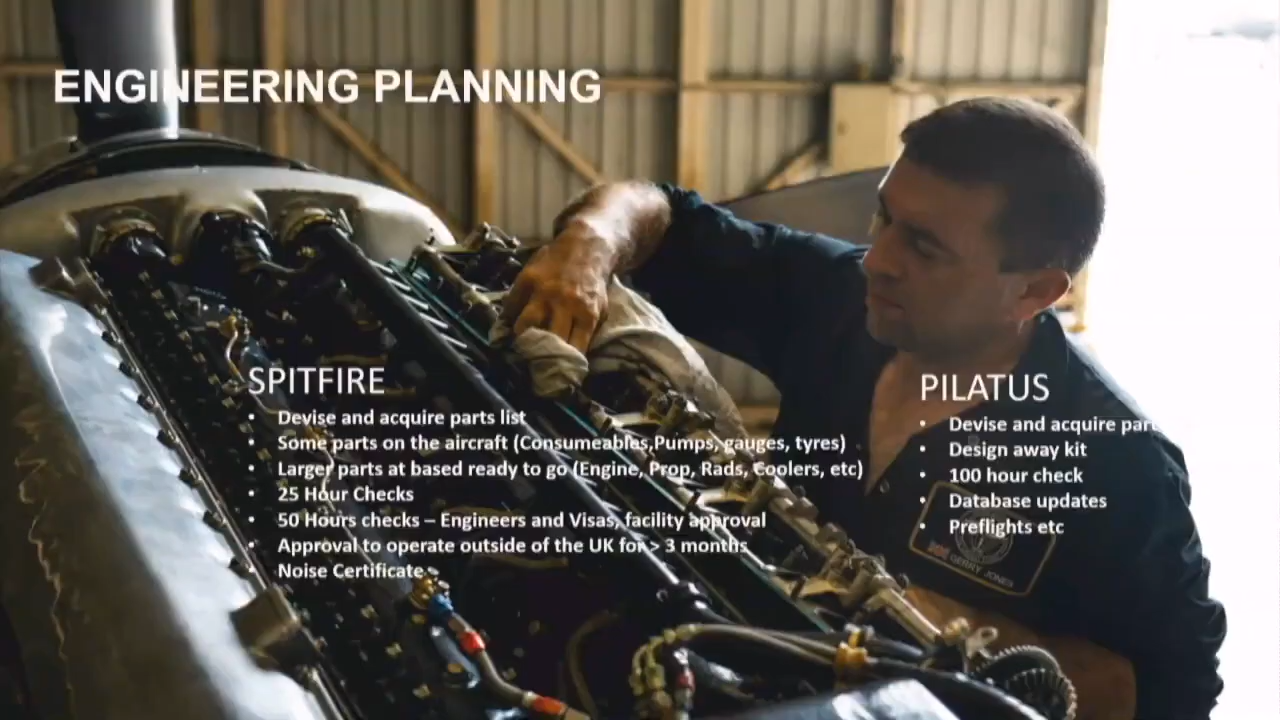 ENGINEERING PLANNING
SPITFIRE
• Devise and acquire parts list
• Some parts on the aircraft (Consumeables,Pumps, gauges, tyres)
• Larger parts at based ready to go (Engine, Prop, Rads, Coolers, etc)
• 25 Hour Checks
• 50 Hours checks – Engineers and Visas, facility approval
• Approval to operate outside of the UK for > 3 months
• Noise Certificate
PILATUS
• Devise and acquire parts
• Design away kit
• 100 hour check
• Database updates
• Preflights etc
GERRY JONES